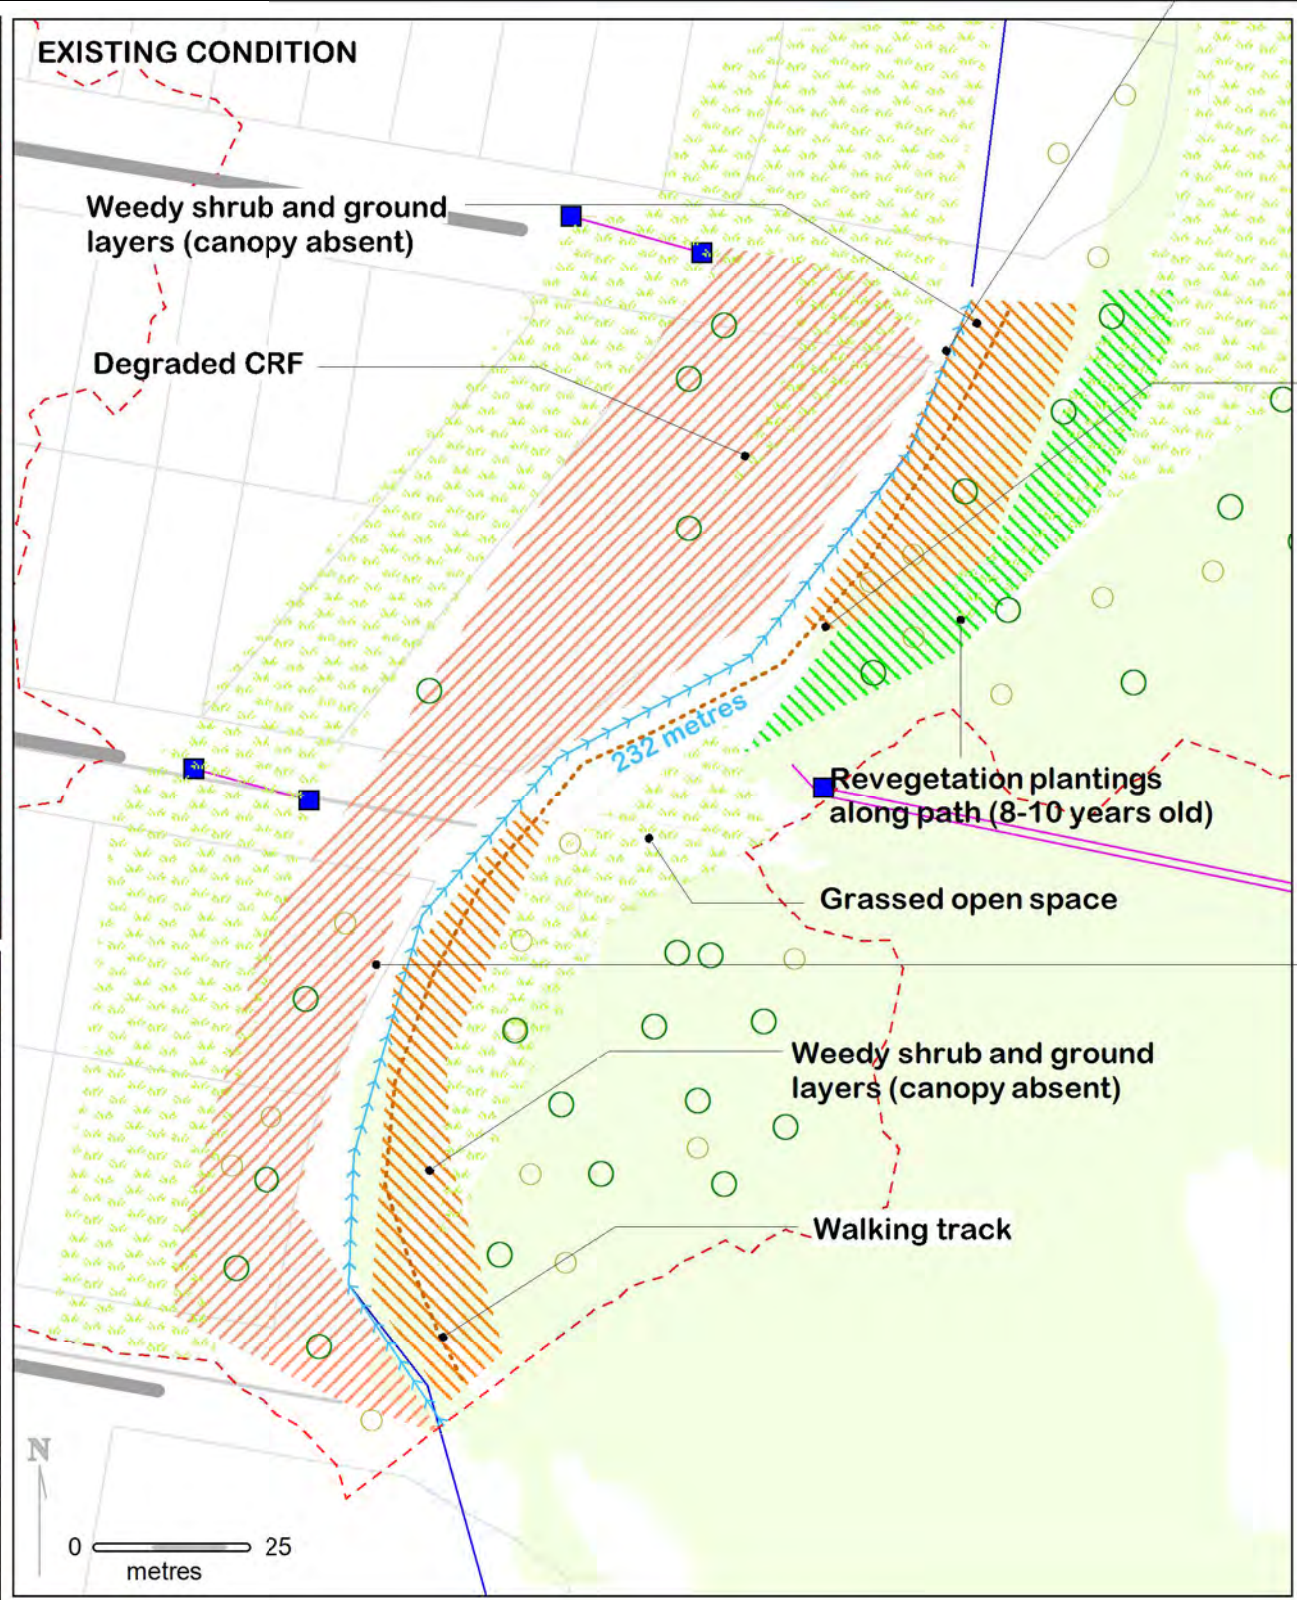 EXISTING CONDITION
Weedy shrub and ground
layers (canopy absent)
Degraded CRF
232 metres
Revegetation plantings
along path (8-10 years old)
Grassed open space
Weedy shrub and ground
layers (canopy absent)
Walking track
N
0 25
metres